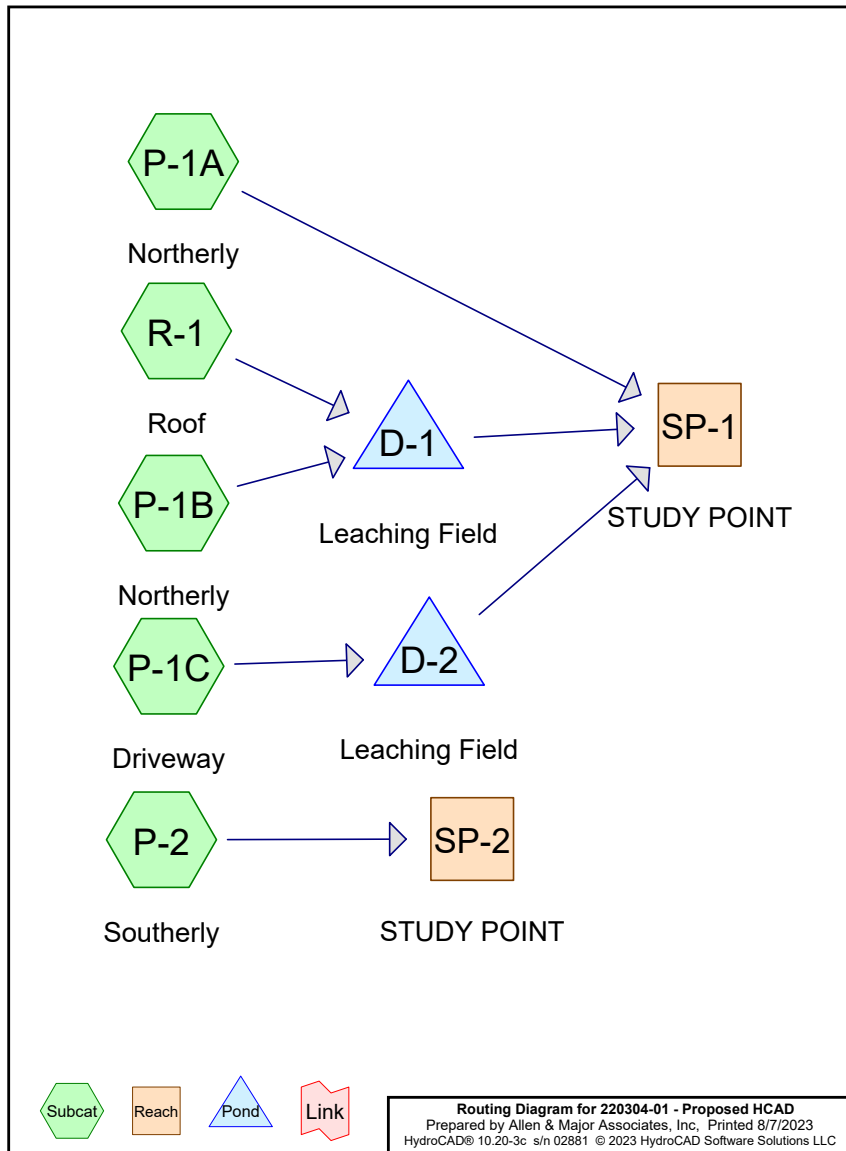 P-1A
Northerly
R-1
Roof
D-1
Leaching Field
SP-1
STUDY POINT
P-1B
Northerly
P-1C
Driveway
D-2
Leaching Field
P-2
Southerly
SP-2
STUDY POINT
Subcat
Reach
Pond
Link
Routing Diagram for 220304-01 - Proposed HCAD
Prepared by Allen & Major Associates, Inc, Printed 8/7/2023
HydroCAD® 10.20-3c s/n 02881 © 2023 HydroCAD Software Solutions LLC